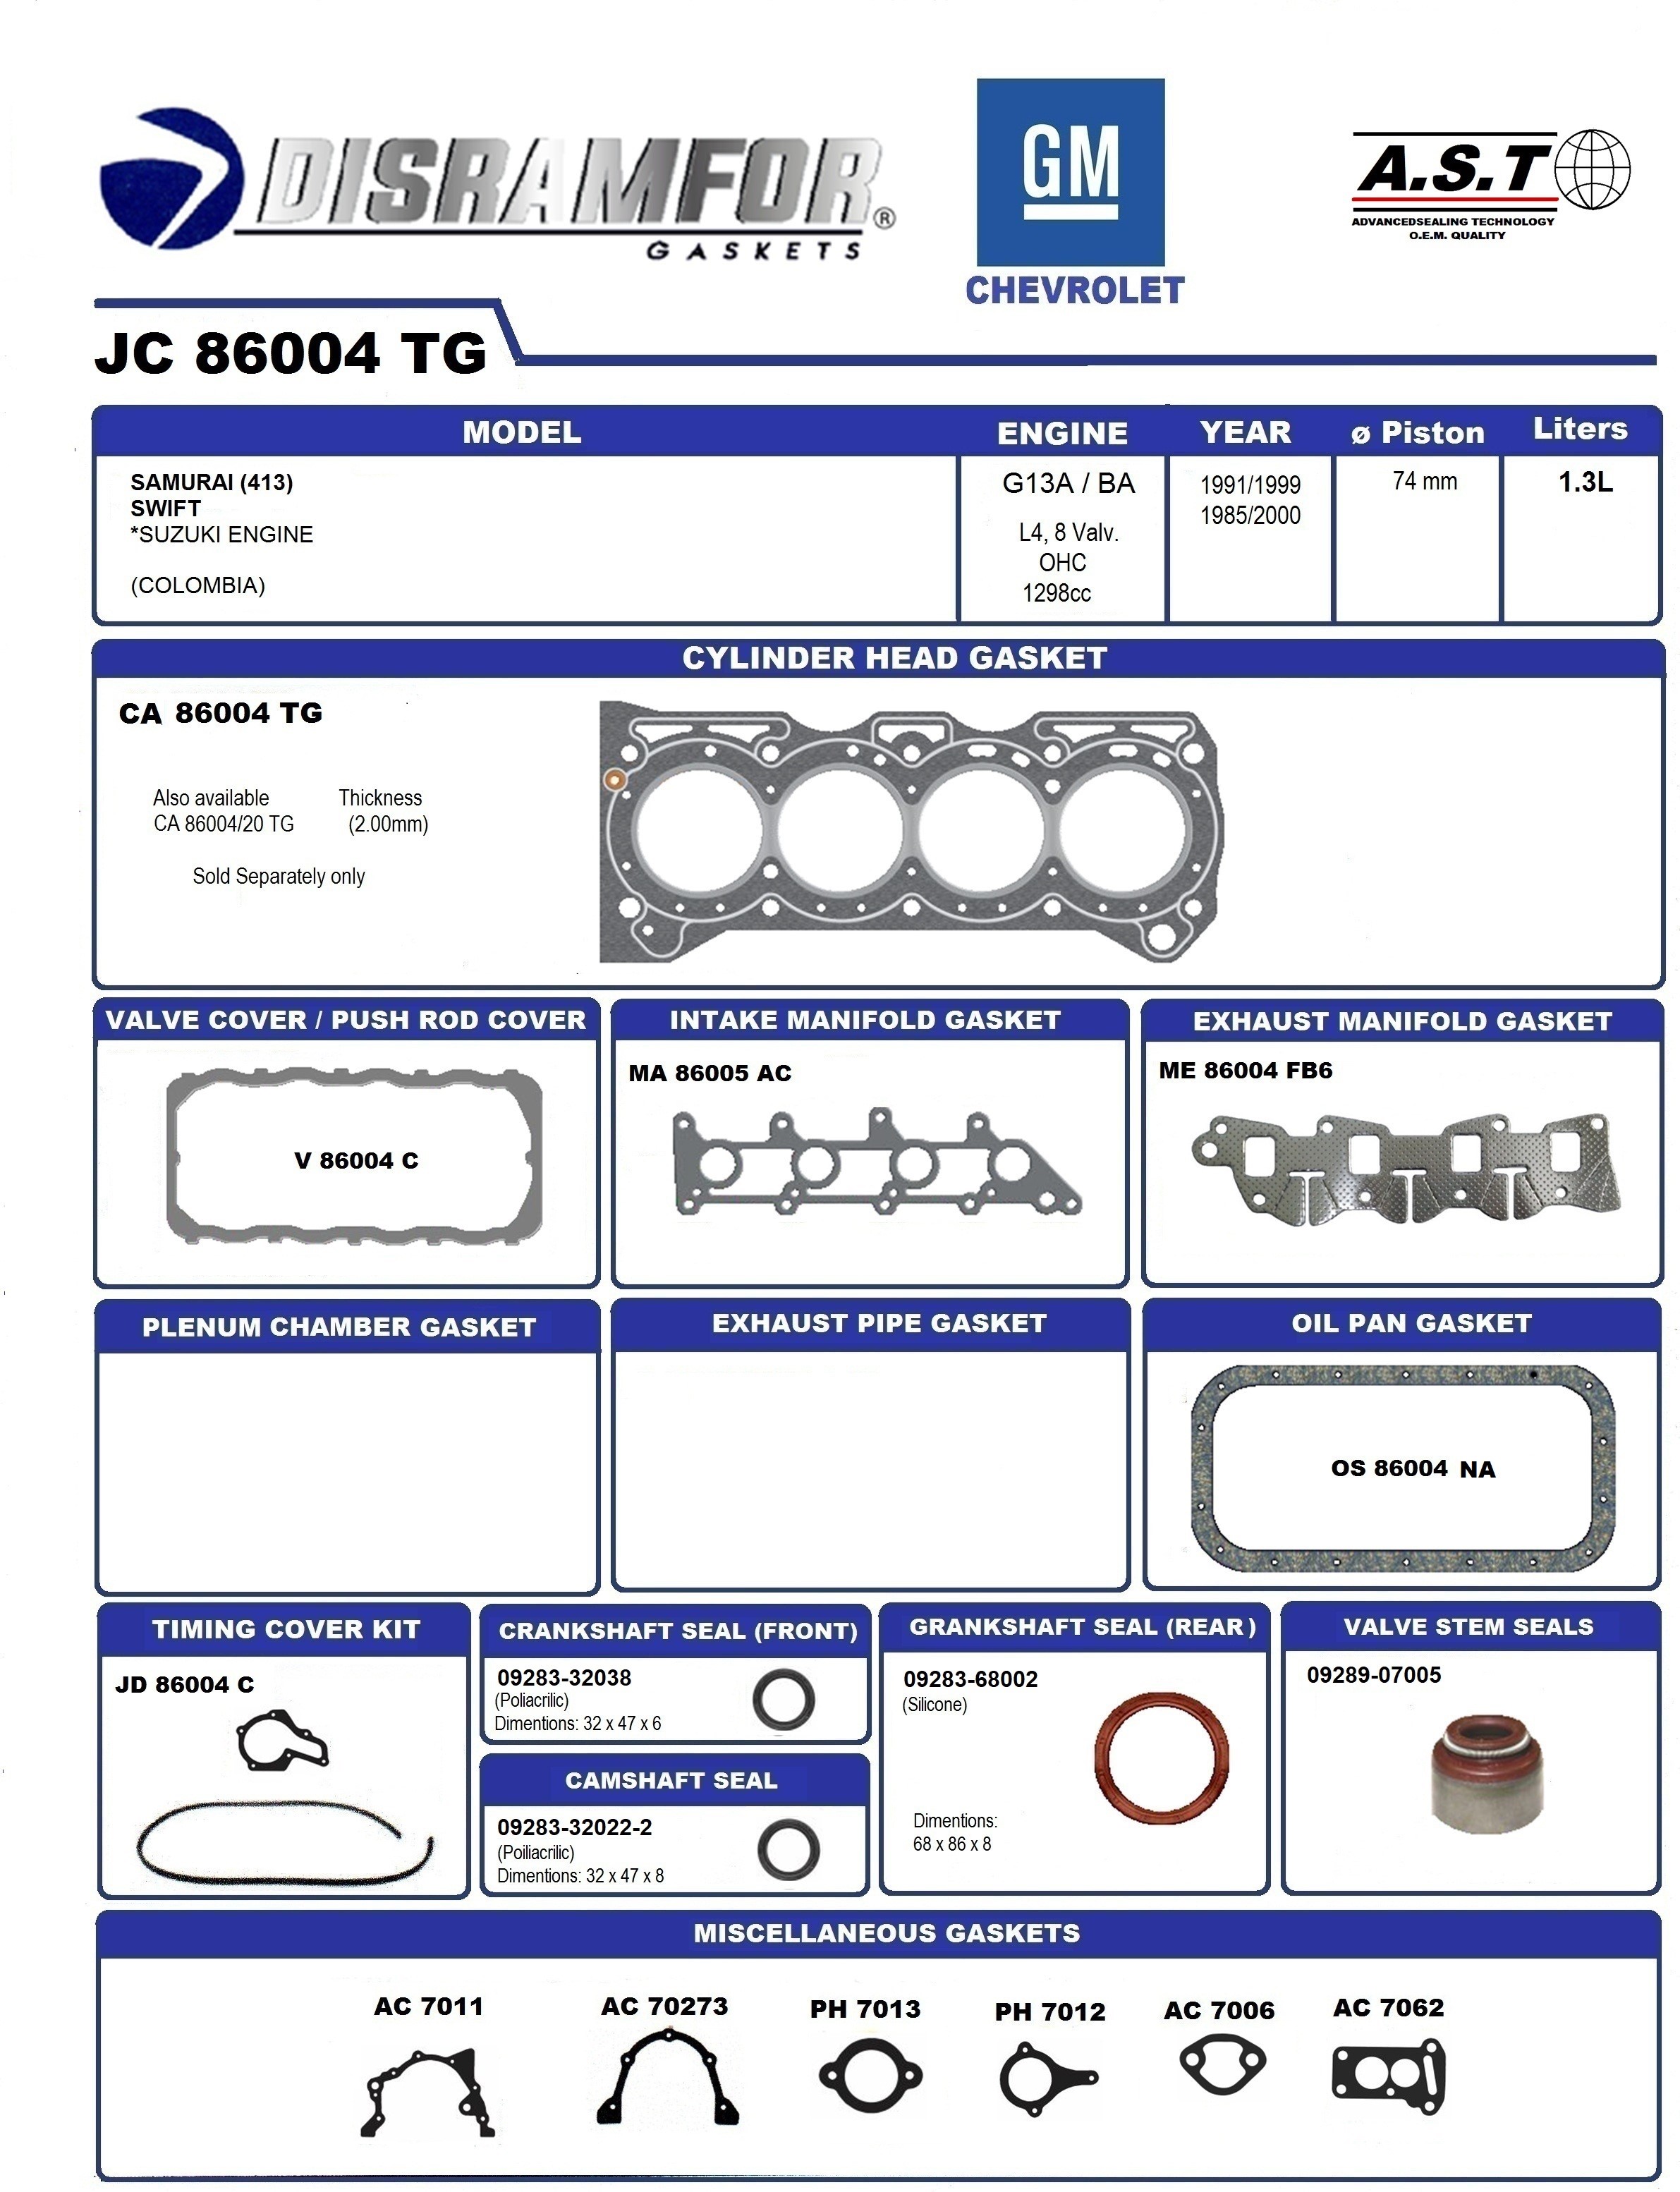 DISRAMFOR®
GASKETS
GM
CHEVROLET
A.S.T
ADVANCEDSEALING TECHNOLOGY
O.E.M. QUALITY
JC 86004 TG
MODEL
ENGINE
YEAR
ø Piston
Liters
SAMURAI (413)
SWIFT
*SUZUKI ENGINE
(COLOMBIA)
G13A / BA
L4, 8 Valv.
OHC
1298cc
1991/1999
1985/2000
74 mm
1.3L
CYLINDER HEAD GASKET
CA 86004 TG
Also available Thickness
CA 86004/20 TG (2.00mm)
Sold Separately only
VALVE COVER / PUSH ROD COVER
V 86004 C
INTAKE MANIFOLD GASKET
MA 86005 AC
EXHAUST MANIFOLD GASKET
ME 86004 FB6
PLENUM CHAMBER GASKET
EXHAUST PIPE GASKET
OIL PAN GASKET
OS 86004 NA
TIMING COVER KIT
JD 86004 C
CRANKSHAFT SEAL (FRONT)
09283-32038
(Poliacrilic)
Dimentions: 32 x 47 x 6
CAMSHAFT SEAL
09283-32022-2
(Poiliacrilic)
Dimentions: 32 x 47 x 8
GRANKSHAFT SEAL (REAR)
09283-68002
(Silicone)
Dimentions:
68 x 86 x 8
VALVE STEM SEALS
09289-07005
MISCELLANEOUS GASKETS
AC 7011
AC 70273
PH 7013
PH 7012
AC 7006
AC 7062